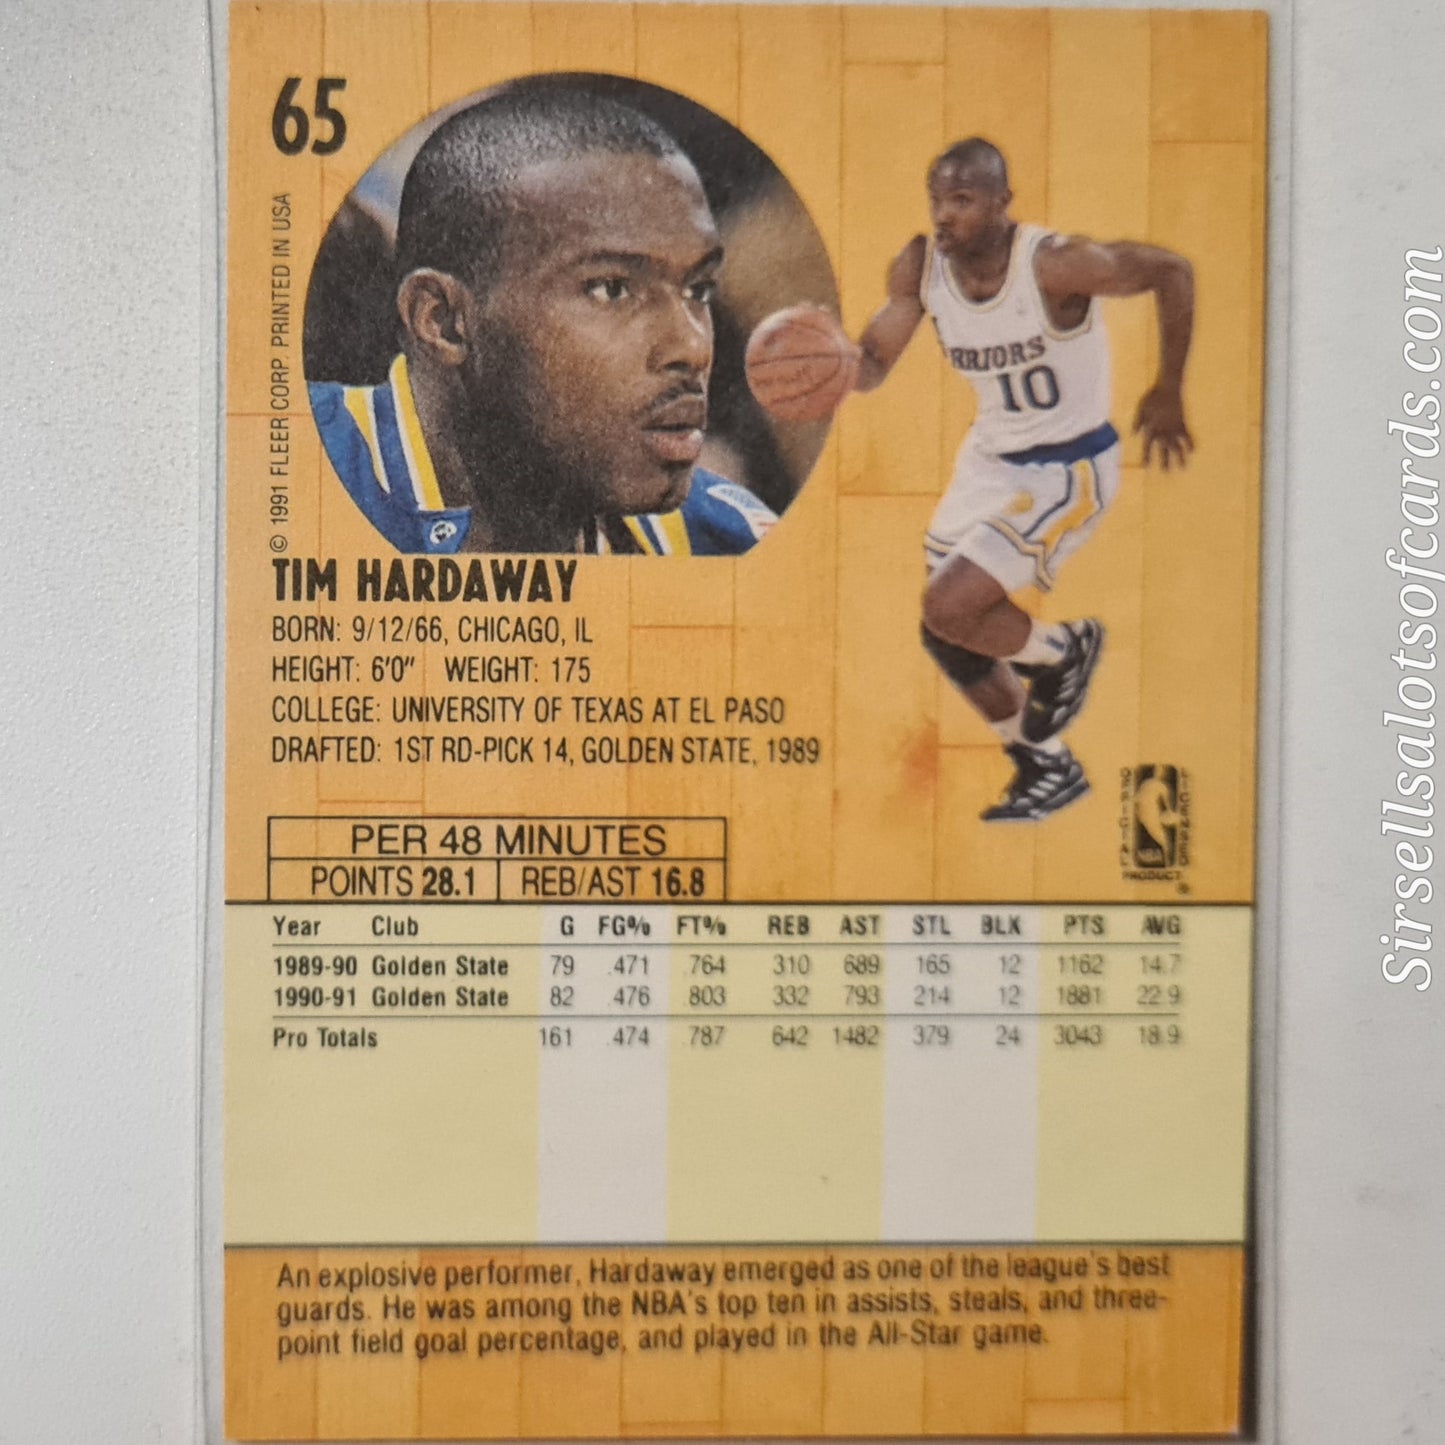 65
© 1991 FLEER CORP. PRINTED IN USA
RRIORS
10
TIM HARDAWAY
BORN: 9/12/66, CHICAGO, IL
HEIGHT: 6'0" WEIGHT: 175
COLLEGE: UNIVERSITY OF TEXAS AT EL PASO
DRAFTED: 1ST RD-PICK 14, GOLDEN STATE, 1989
PER 48 MINUTES
POINTS 28.1 REB/AST 16.8
PRODUCT
Year Club G FG% FT% REB AST STL BLK PTS AVG
1989-90 Golden State 79 .471 .764 310 689 165 12 1162 14.7
1990-91 Golden State 82 .476 .803 332 793 214 12 1881 22.9
Pro Totals 161 .474 .787 642 1482 379 24 3043 18.9
An explosive performer, Hardaway emerged as one of the league's best
guards. He was among the NBA's top ten in assists, steals, and three-
point field goal percentage, and played in the All-Star game.
Sirsellsalotsofcards.com